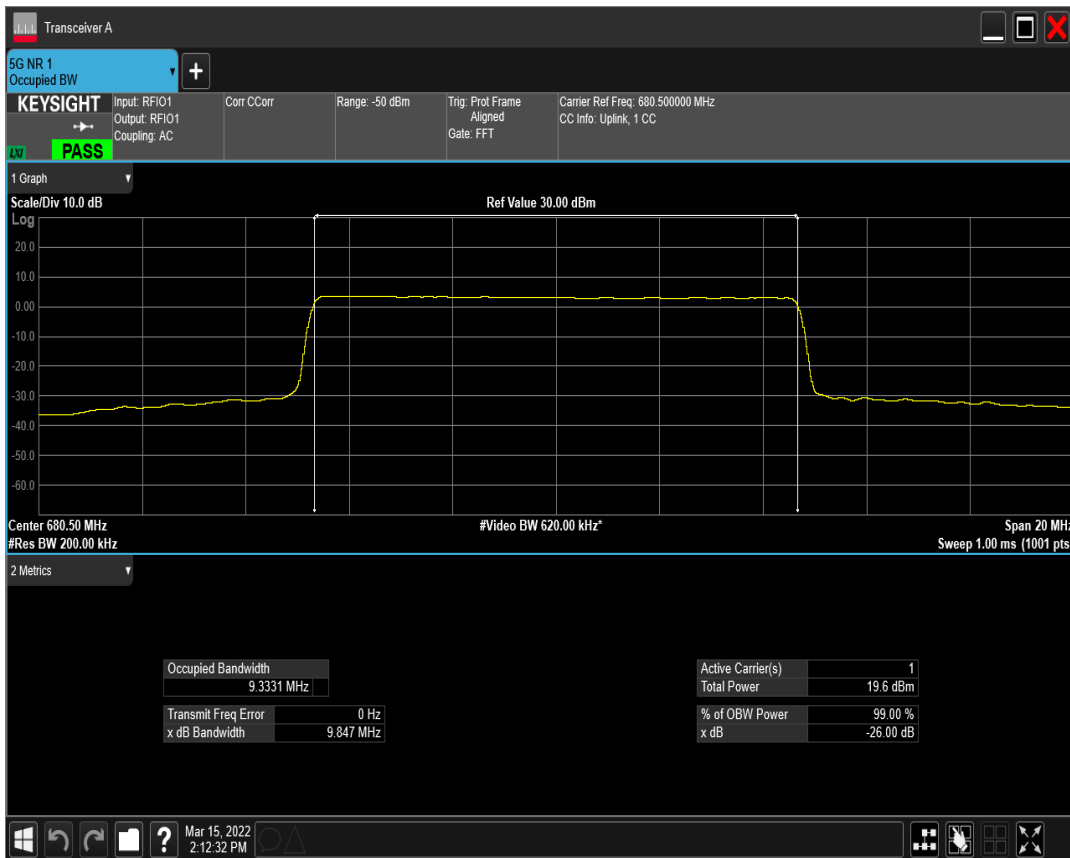 Transceiver A
5G NR 1
Occupied BW
+
KEYSIGHT
LXI
PASS
Input: RFIO1
Output: RFIO1
Coupling: AC
Corr CCorr
Range: -50 dBm
Trig: Prot Frame
Aligned
Gate: FFT
Carrier Ref Freq: 680.500000 MHz
CC Info: Uplink, 1 CC
1 Graph
Scale/Div 10.0 dB
Ref Value 30.00 dBm
Log
20.0
10.0
0.00
-10.0
-20.0
-30.0
-40.0
-50.0
-60.0
Center 680.50 MHz
#Video BW 620.00 kHz*
Span 20 MHz
#Res BW 200.00 kHz
Sweep 1.00 ms (1001 pts
2 Metrics
Occupied Bandwidth
9.3331 MHz
Transmit Freq Error 0 Hz
x dB Bandwidth 9.847 MHz
Active Carrier(s) 1
Total Power 19.6 dBm
% of OBW Power 99.00 %
x dB -26.00 dB
?
Mar 15, 2022
2:12:32 PM